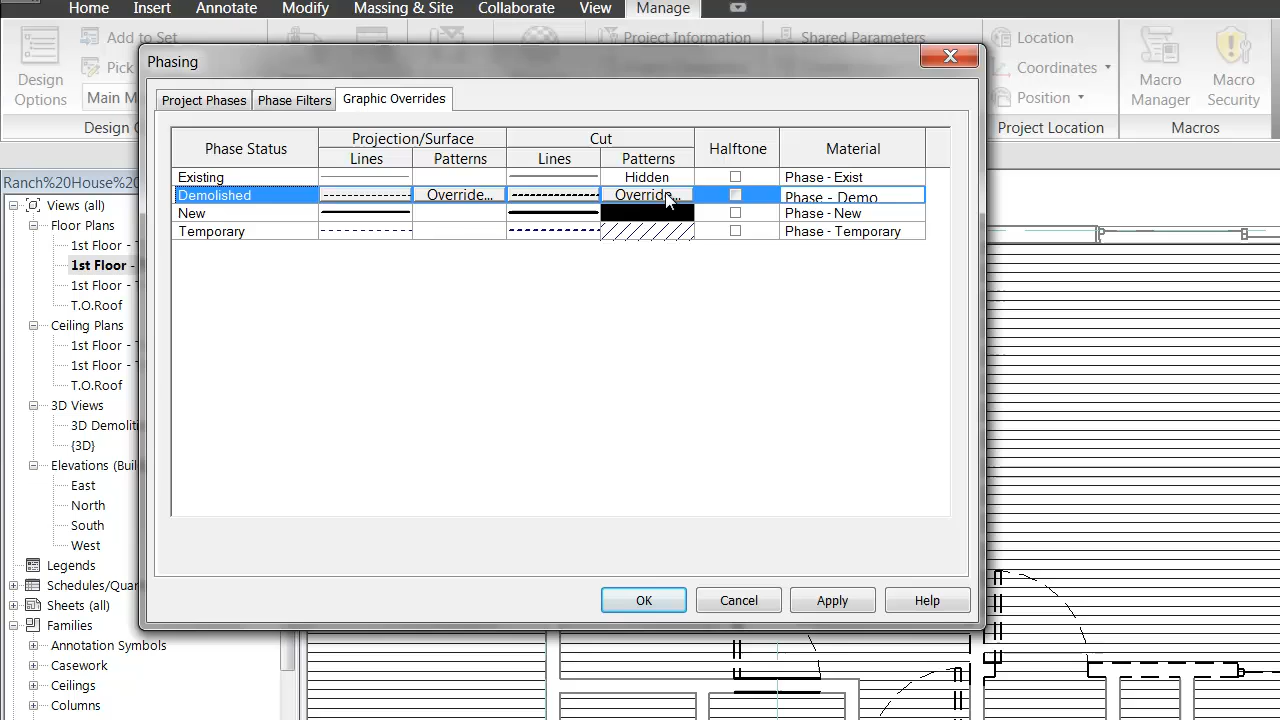 Home Insert Annotate Modify Massing & Site Collaborate View Manage
Add to Set Project Information Shared Parameters Location
Design Options Pick Coordinates Macro Manager Macro Security
Main M Position
Design O Project Location Macros
Phasing
Project Phases Phase Filters Graphic Overrides
Phase Status Projection/Surface Cut Halftone Material
Lines Patterns Lines Patterns
Existing Hidden Phase - Exist
Demolished Override... Overrid... Phase - Demo
New Phase - New
Temporary Phase - Temporary
OK Cancel Apply Help
Ranch%20House%20
Views (all)
Floor Plans
1st Floor -
1st Floor -
1st Floor -
T.O.Roof
Ceiling Plans
1st Floor -
1st Floor -
T.O.Roof
3D Views
3D Demoliti
{3D}
Elevations (Buil
East
North
South
West
Legends
Schedules/Quan
Sheets (all)
Families
Annotation Symbols
Casework
Ceilings
Columns